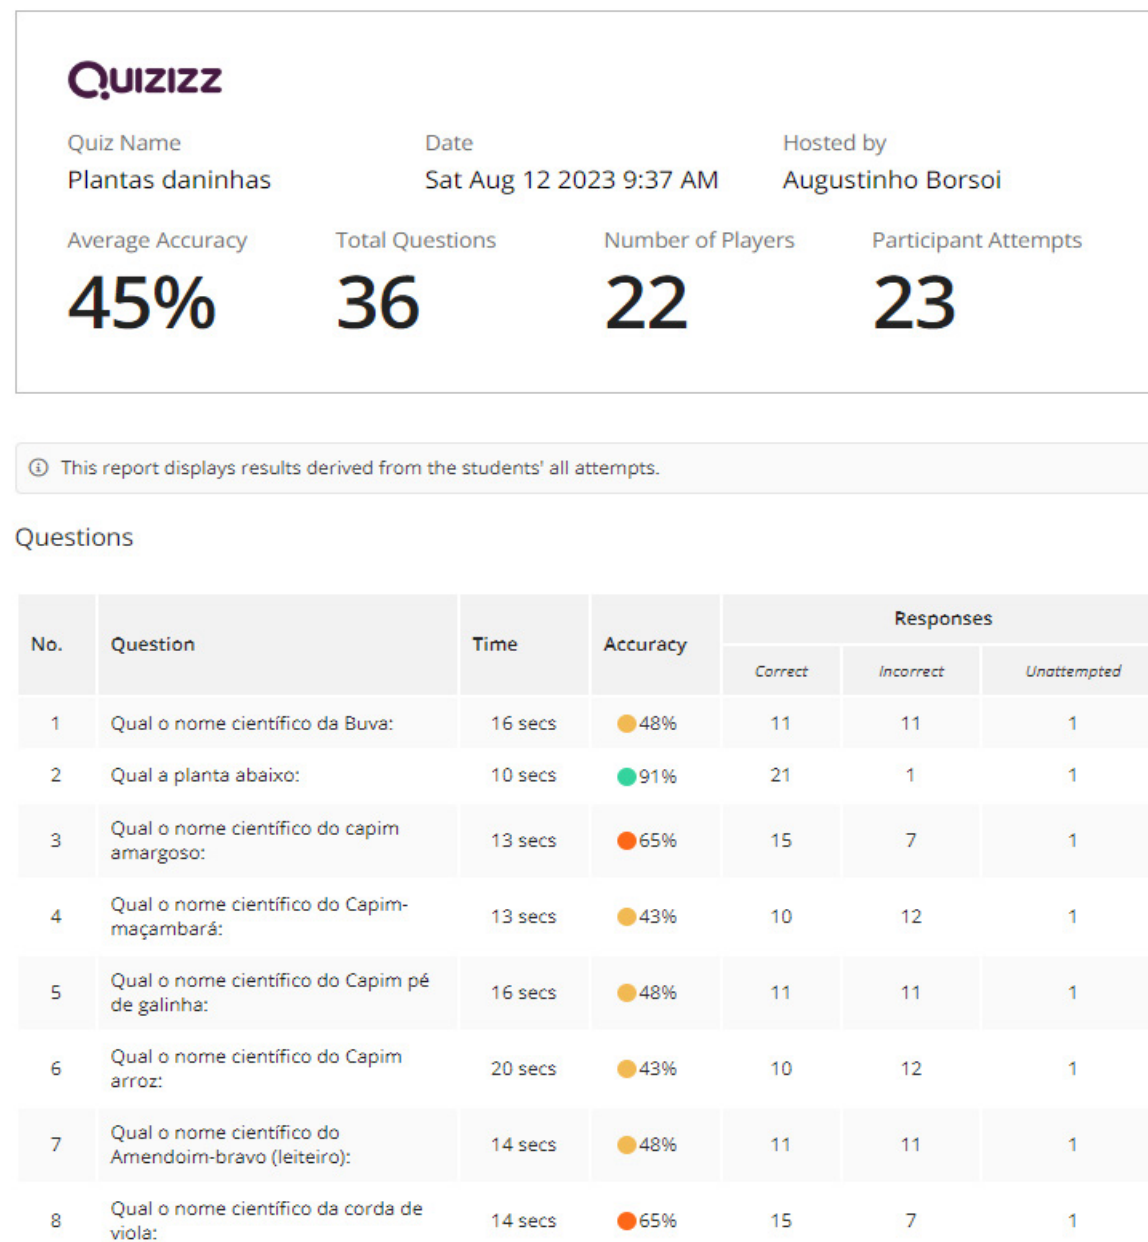 Quizizz
Quiz Name Date Hosted by
Plantas daninhas Sat Aug 12 2023 9:37 AM Augustinho Borsoi
Average Accuracy Total Questions Number of Players Participant Attempts
45% 36 22 23
This report displays results derived from the students' all attempts.
Questions
Responses
No. Question Time Accuracy
Correct Incorrect Unattempted
1 Qual o nome científico da Buva: 16 secs 48% 11 11 1
2 Qual a planta abaixo: 10 secs 91% 21 1 1
3 Qual o nome científico do capim
amargoso: 13 secs 65% 15 7 1
4 Qual o nome científico do Capim-
maçambará: 13 secs 43% 10 12 1
5 Qual o nome científico do Capim pé
de galinha: 16 secs 48% 11 11 1
6 Qual o nome científico do Capim
arroz: 20 secs 43% 10 12 1
7 Qual o nome científico do
Amendoim-bravo (leiteiro): 14 secs 48% 11 11 1
8 Qual o nome científico da corda de
viola: 14 secs 65% 15 7 1